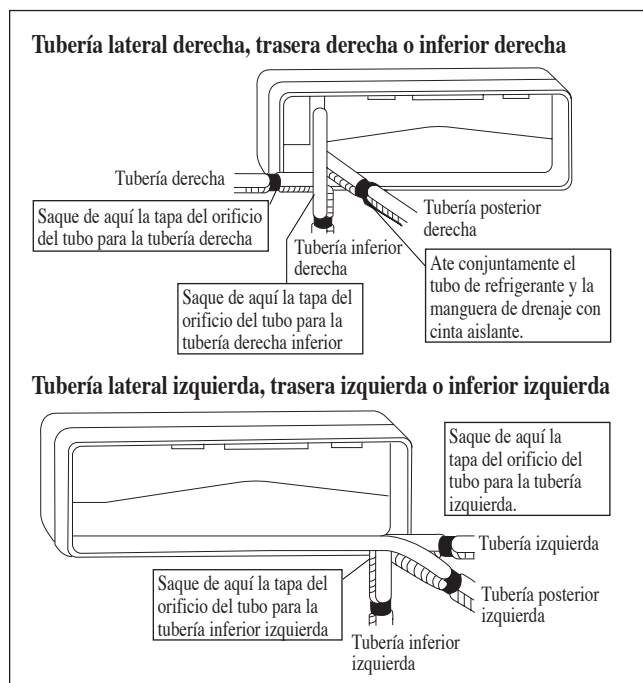 Tubería lateral derecha, trasera derecha o inferior derecha
Tubería derecha
Saque de aquí la tapa del orificio
del tubo para la tubería derecha
Tubería inferior
derecha
Saque de aquí la tapa del
orificio del tubo para la
tubería derecha inferior
Tubería posterior
derecha
Ate conjuntamente el
tubo de refrigerante y la
manguera de drenaje con
cinta aislante.
Tubería lateral izquierda, trasera izquierda o inferior izquierda
Saque de aquí la
tapa del orificio del
tubo para la tubería
izquierda.
Tubería izquierda
Saque de aquí la tapa del
orificio del tubo para la
tubería inferior izquierda
Tubería posterior
izquierda
Tubería inferior
izquierda